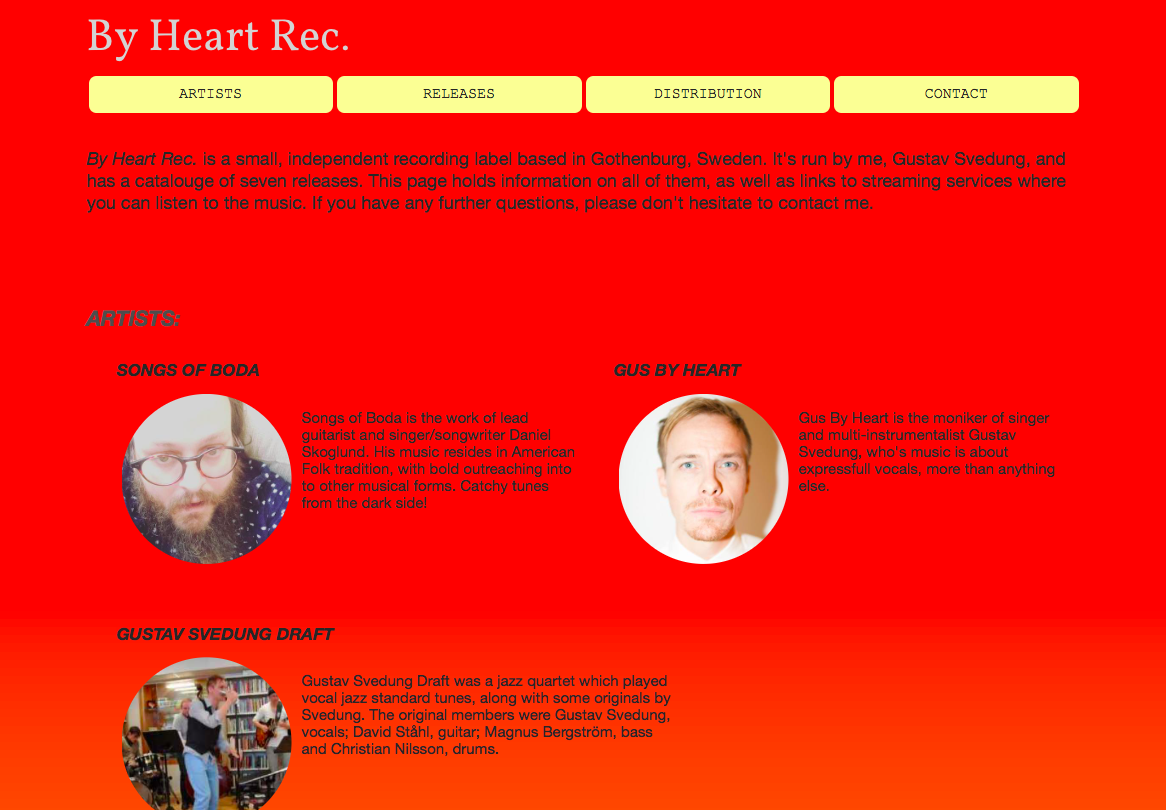 By Heart Rec.
ARTISTS
RELEASES
DISTRIBUTION
CONTACT
By Heart Rec. is a small, independent recording label based in Gothenburg, Sweden. It's run by me, Gustav Svedung, and
has a catalouge of seven releases. This page holds information on all of them, as well as links to streaming services where
you can listen to the music. If you have any further questions, please don't hesitate to contact me.
ARTISTS:
SONGS OF BODA
Songs of Boda is the work of lead
guitarist and singer/songwriter Daniel
Skoglund. His music resides in American
Folk tradition, with bold outreaching into
to other musical forms. Catchy tunes
from the dark side!
GUS BY HEART
Gus By Heart is the moniker of singer
and multi-instrumentalist Gustav
Svedung, who's music is about
expressfull vocals, more than anything
else.
GUSTAV SVEDUNG DRAFT
Gustav Svedung Draft was a jazz quartet which played
vocal jazz standard tunes, along with some originals by
Svedung. The original members were Gustav Svedung,
vocals; David Ståhl, guitar; Magnus Bergström, bass
and Christian Nilsson, drums.